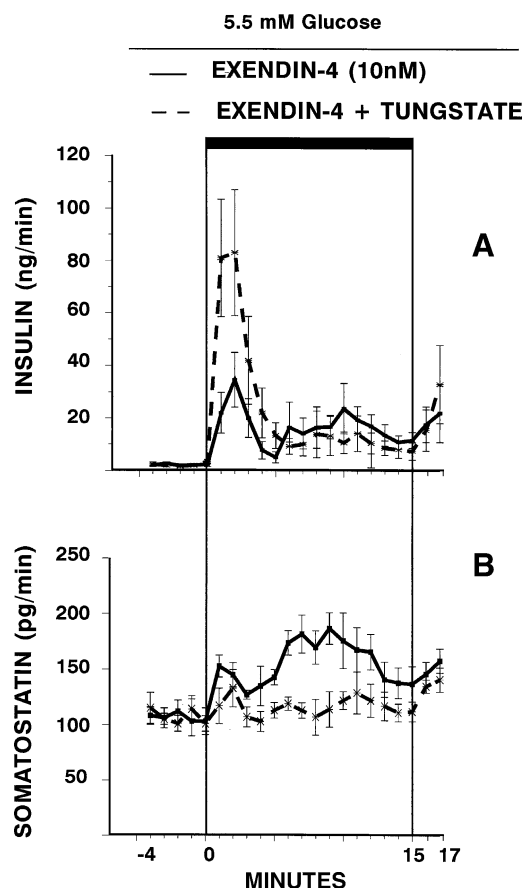 5.5 mM Glucose
EXENDIN-4 (10nM)
EXENDIN-4 + TUNGSTATE
INSULIN (ng/min)
120
100
80
60
40
20
A
SOMATOSTATIN (pg/min)
250
200
150
100
50
B
-4 0 15 17
MINUTES